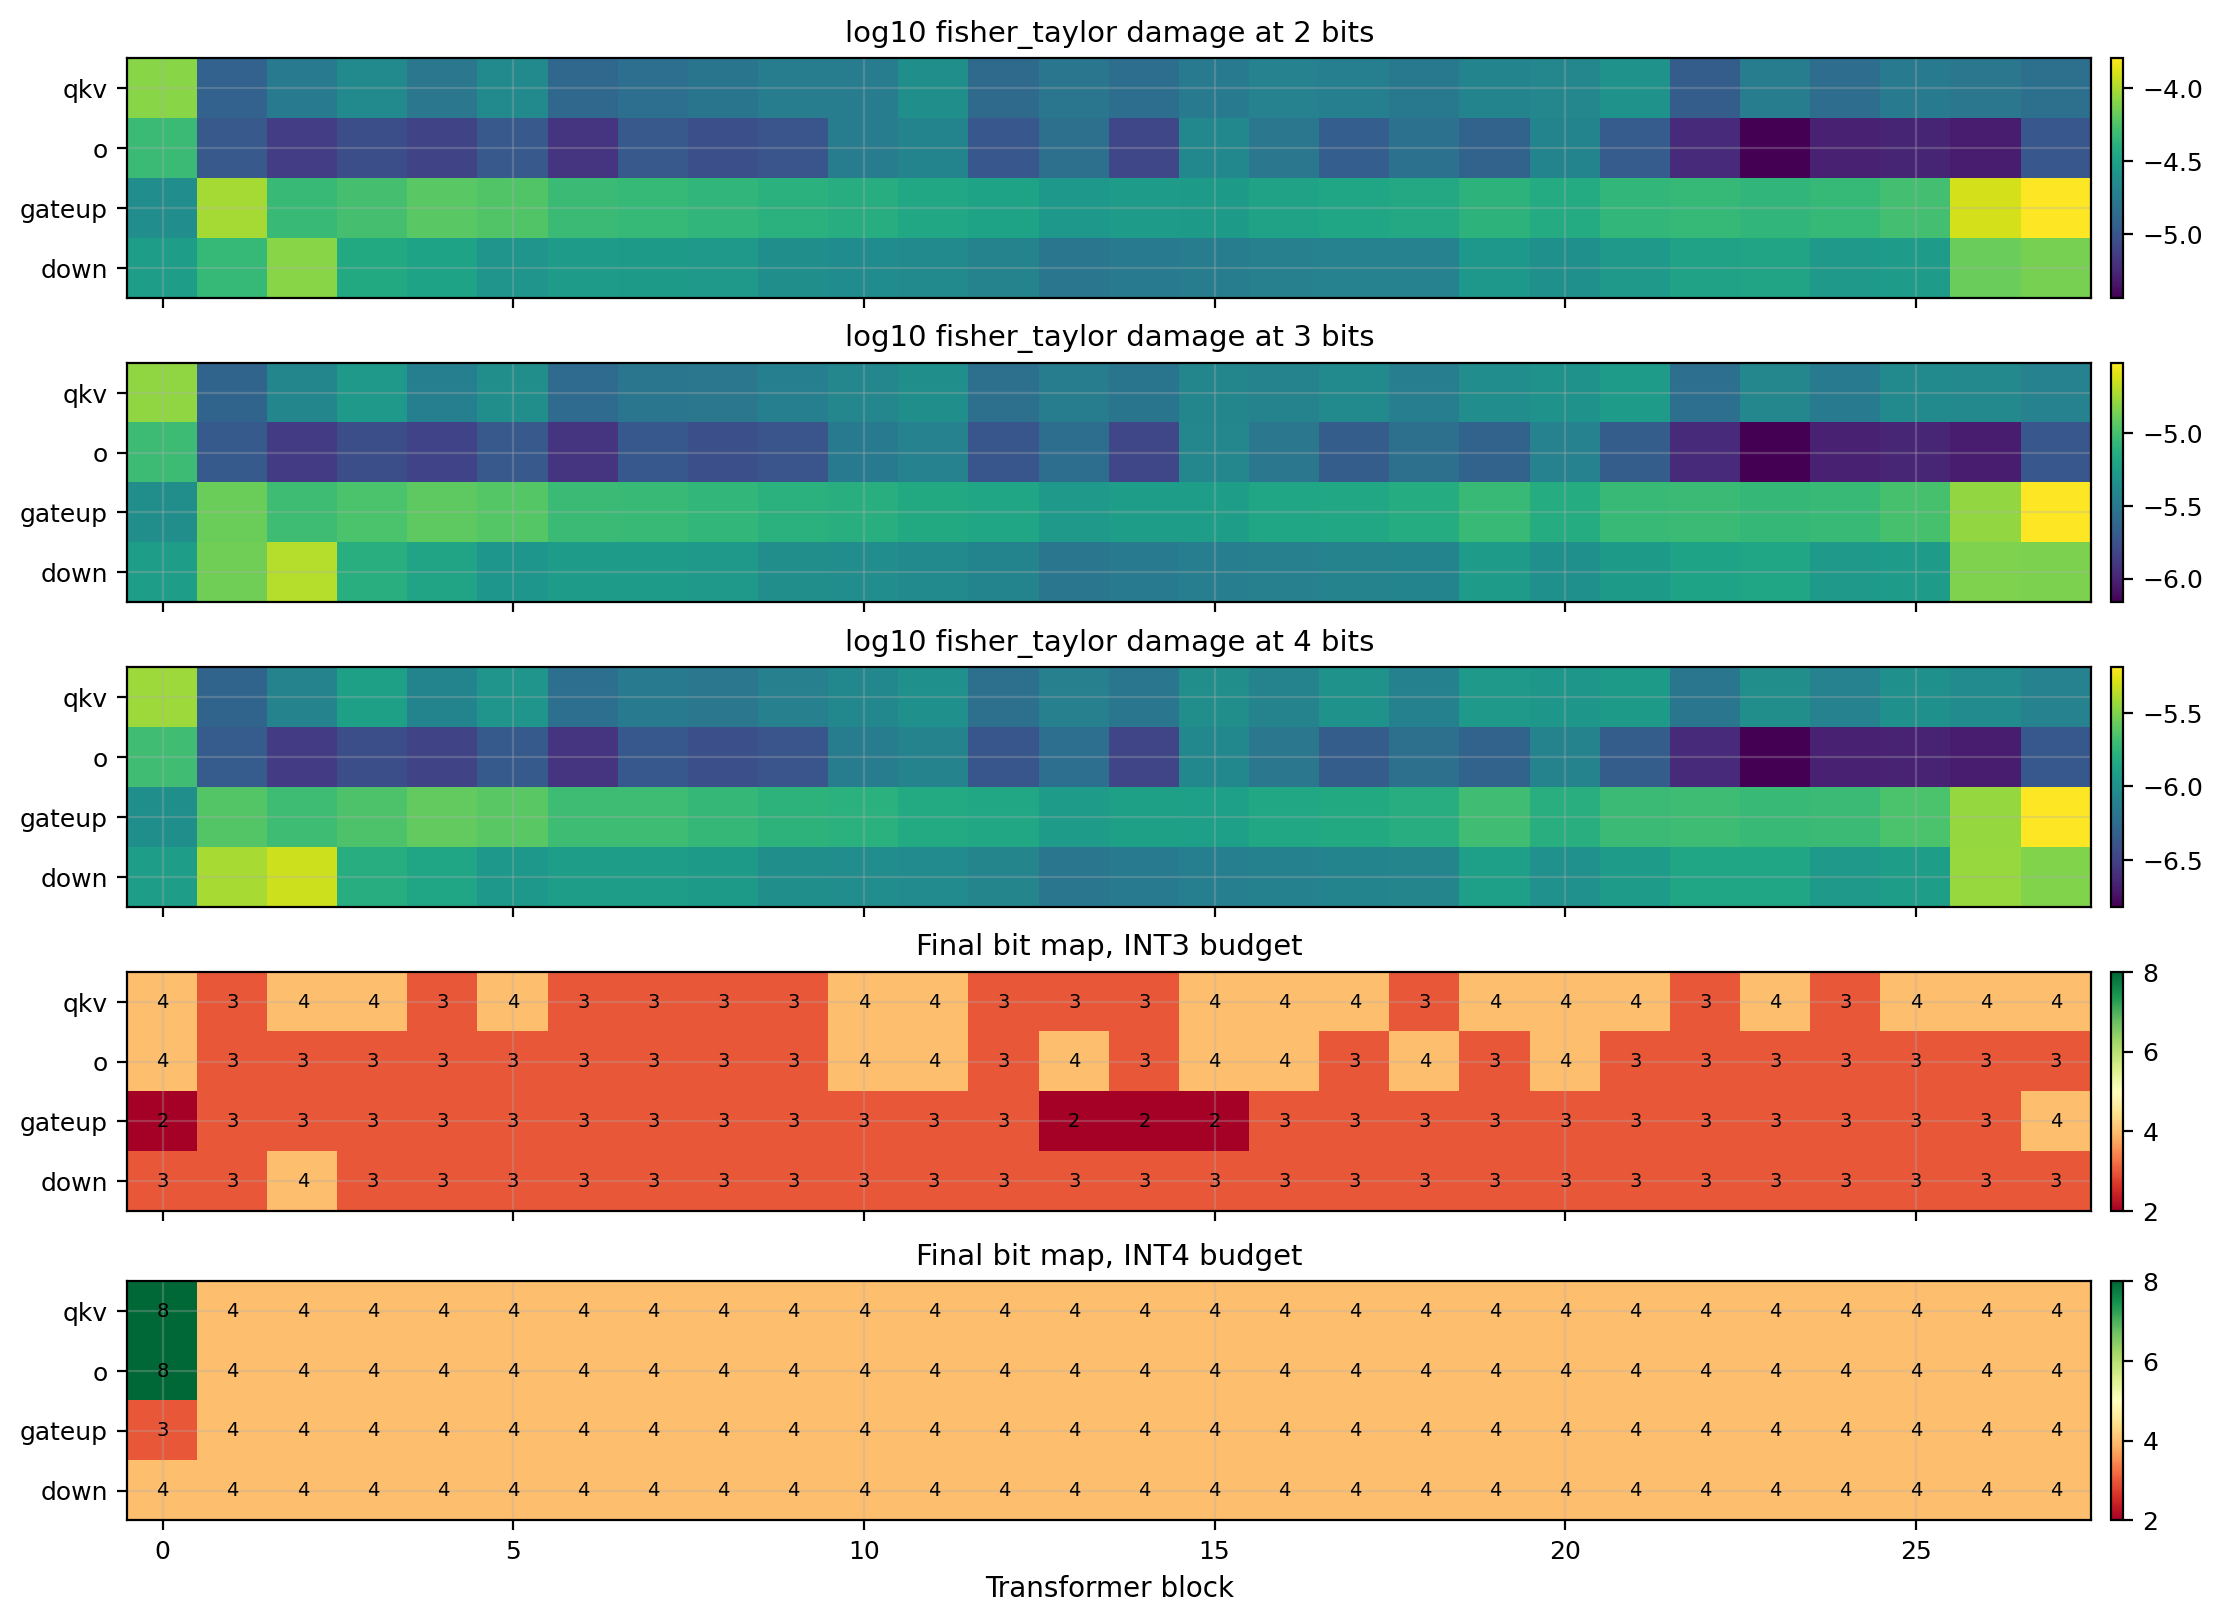 log10 fisher_taylor damage at 2 bits
qkv
o
gateup
down
−4.0
−4.5
−5.0
log10 fisher_taylor damage at 3 bits
qkv
o
gateup
down
−5.0
−5.5
−6.0
log10 fisher_taylor damage at 4 bits
qkv
o
gateup
down
−5.5
−6.0
−6.5
Final bit map, INT3 budget
qkv 4 3 4 4 3 4 3 3 3 3 4 4 3 3 3 4 4 4 3 4 4 4 3 4 3 4 4 4
o 4 3 3 3 3 3 3 3 3 3 4 4 3 4 3 4 4 3 4 3 4 3 3 3 3 3 3 3
gateup 2 3 3 3 3 3 3 3 3 3 3 3 3 2 2 2 3 3 3 3 3 3 3 3 3 3 3 4
down 3 3 4 3 3 3 3 3 3 3 3 3 3 3 3 3 3 3 3 3 3 3 3 3 3 3 3 3
8
6
4
2
Final bit map, INT4 budget
qkv 8 4 4 4 4 4 4 4 4 4 4 4 4 4 4 4 4 4 4 4 4 4 4 4 4 4 4 4
o 8 4 4 4 4 4 4 4 4 4 4 4 4 4 4 4 4 4 4 4 4 4 4 4 4 4 4 4
gateup 3 4 4 4 4 4 4 4 4 4 4 4 4 4 4 4 4 4 4 4 4 4 4 4 4 4 4 4
down 4 4 4 4 4 4 4 4 4 4 4 4 4 4 4 4 4 4 4 4 4 4 4 4 4 4 4 4
8
6
4
2
0 5 10 15 20 25
Transformer block